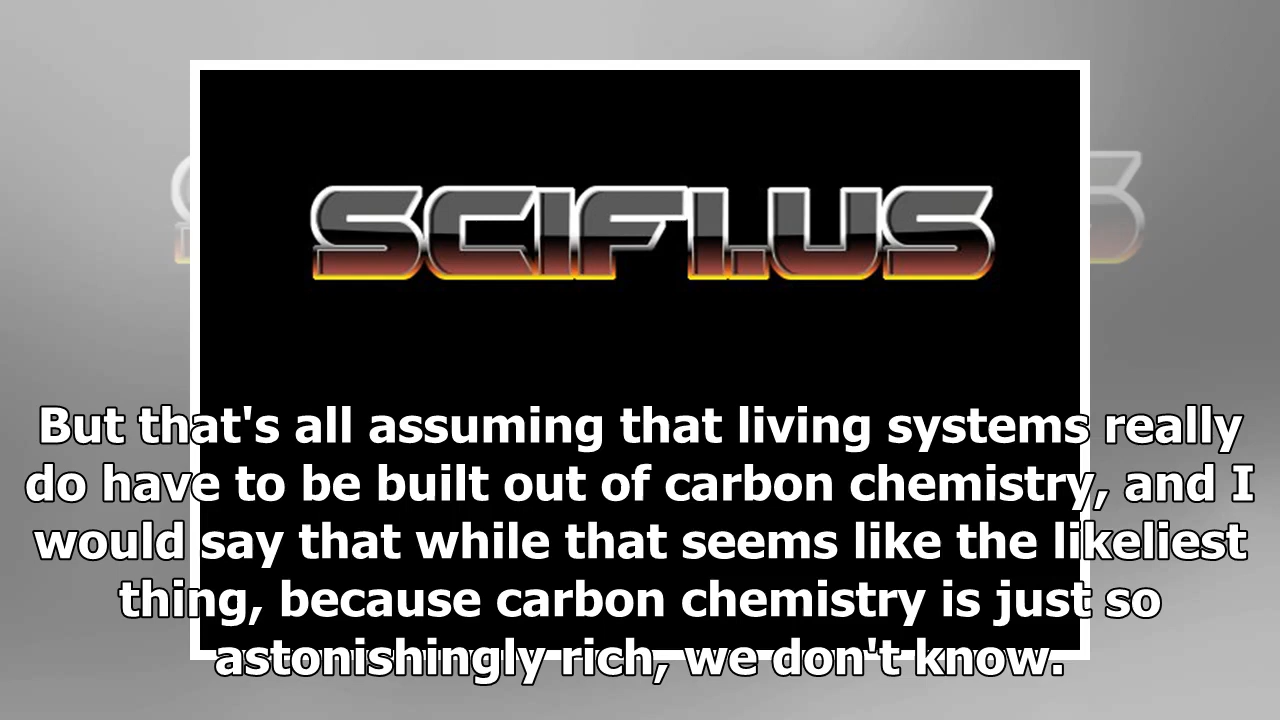 SCIFI.US
But that's all assuming that living systems really
do have to be built out of carbon chemistry, and I
would say that while that seems like the likeliest
thing, because carbon chemistry is just so
astonishingly rich, we don't know.